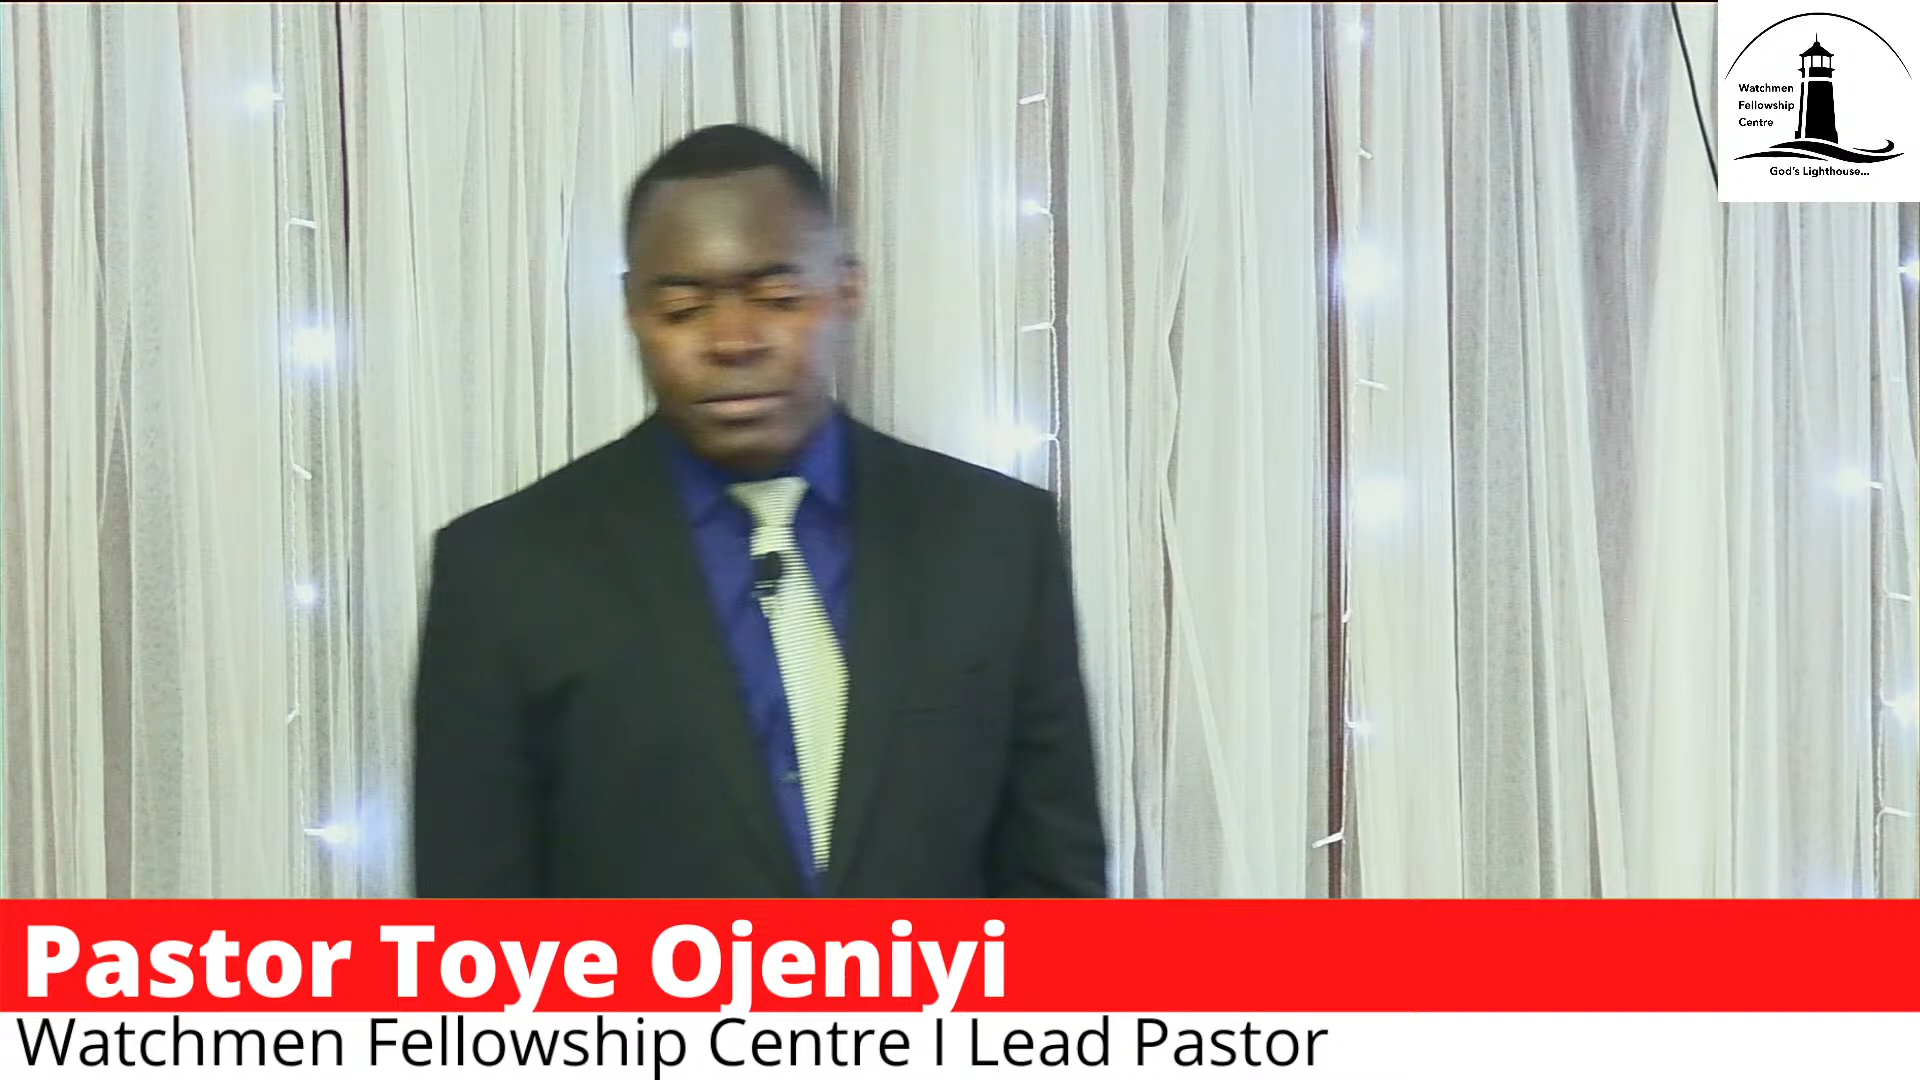 Watchmen
Fellowship
Centre
God's Lighthouse...
Pastor Toye Ojeniyi
Watchmen Fellowship Centre I Lead Pastor